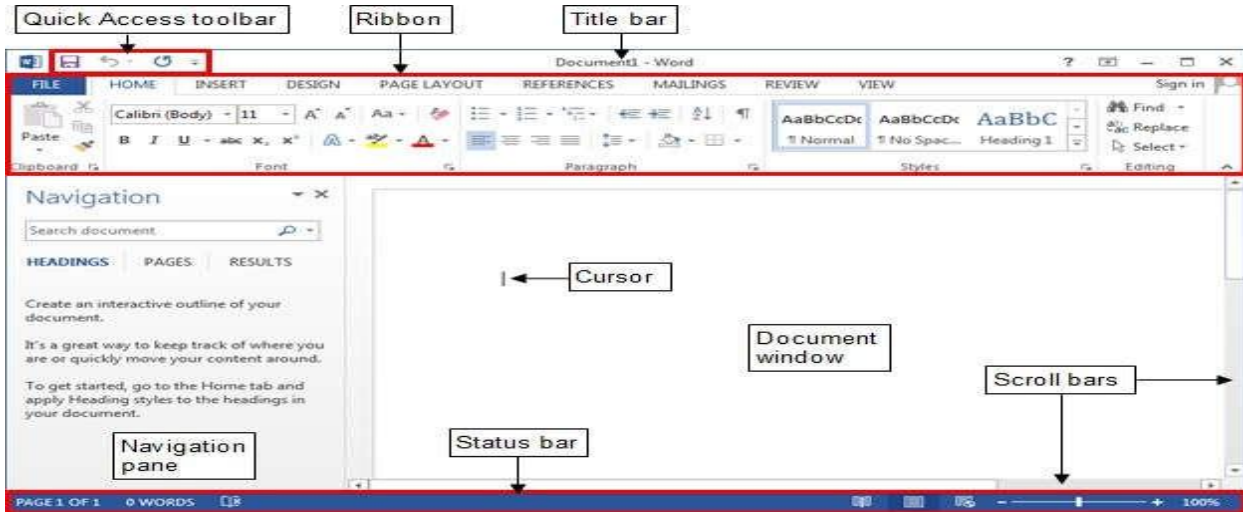 Quick Access toolbar
Ribbon
Title bar
Document1 - Word
?
FILE HOME INSERT DESIGN PAGE LAYOUT REFERENCES MAILINGS REVIEW VIEW Sign in
Calibri (Body) 11 A A Aa
AaBbCcDc AaBbCcDc AaBbC
Find
Replace
Select
Paste
B I U abc X, X² A A
¶ Normal ¶ No Spac... Heading 1
Clipboard Font Paragraph Styles Editing
Navigation
Search document
HEADINGS PAGES RESULTS
Create an interactive outline of your
document.
It's a great way to keep track of where you
are or quickly move your content around.
To get started, go to the Home tab and
apply Heading styles to the headings in
your document.
Navigation
pane
Cursor
Document
window
Scroll bars
Status bar
PAGE 1 OF 1 0 WORDS 100%